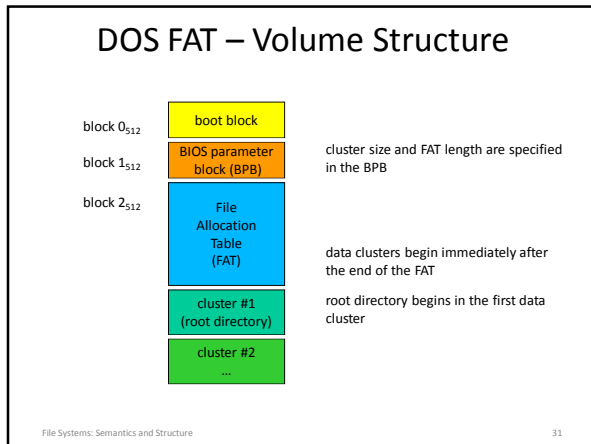 DOS FAT – Volume Structure
block 0512
boot block
block 1512
BIOS parameter
block (BPB)
cluster size and FAT length are specified
in the BPB
block 2512
File
Allocation
Table
(FAT)
data clusters begin immediately after
the end of the FAT
cluster #1
(root directory)
root directory begins in the first data
cluster
cluster #2
…
File Systems: Semantics and Structure
31